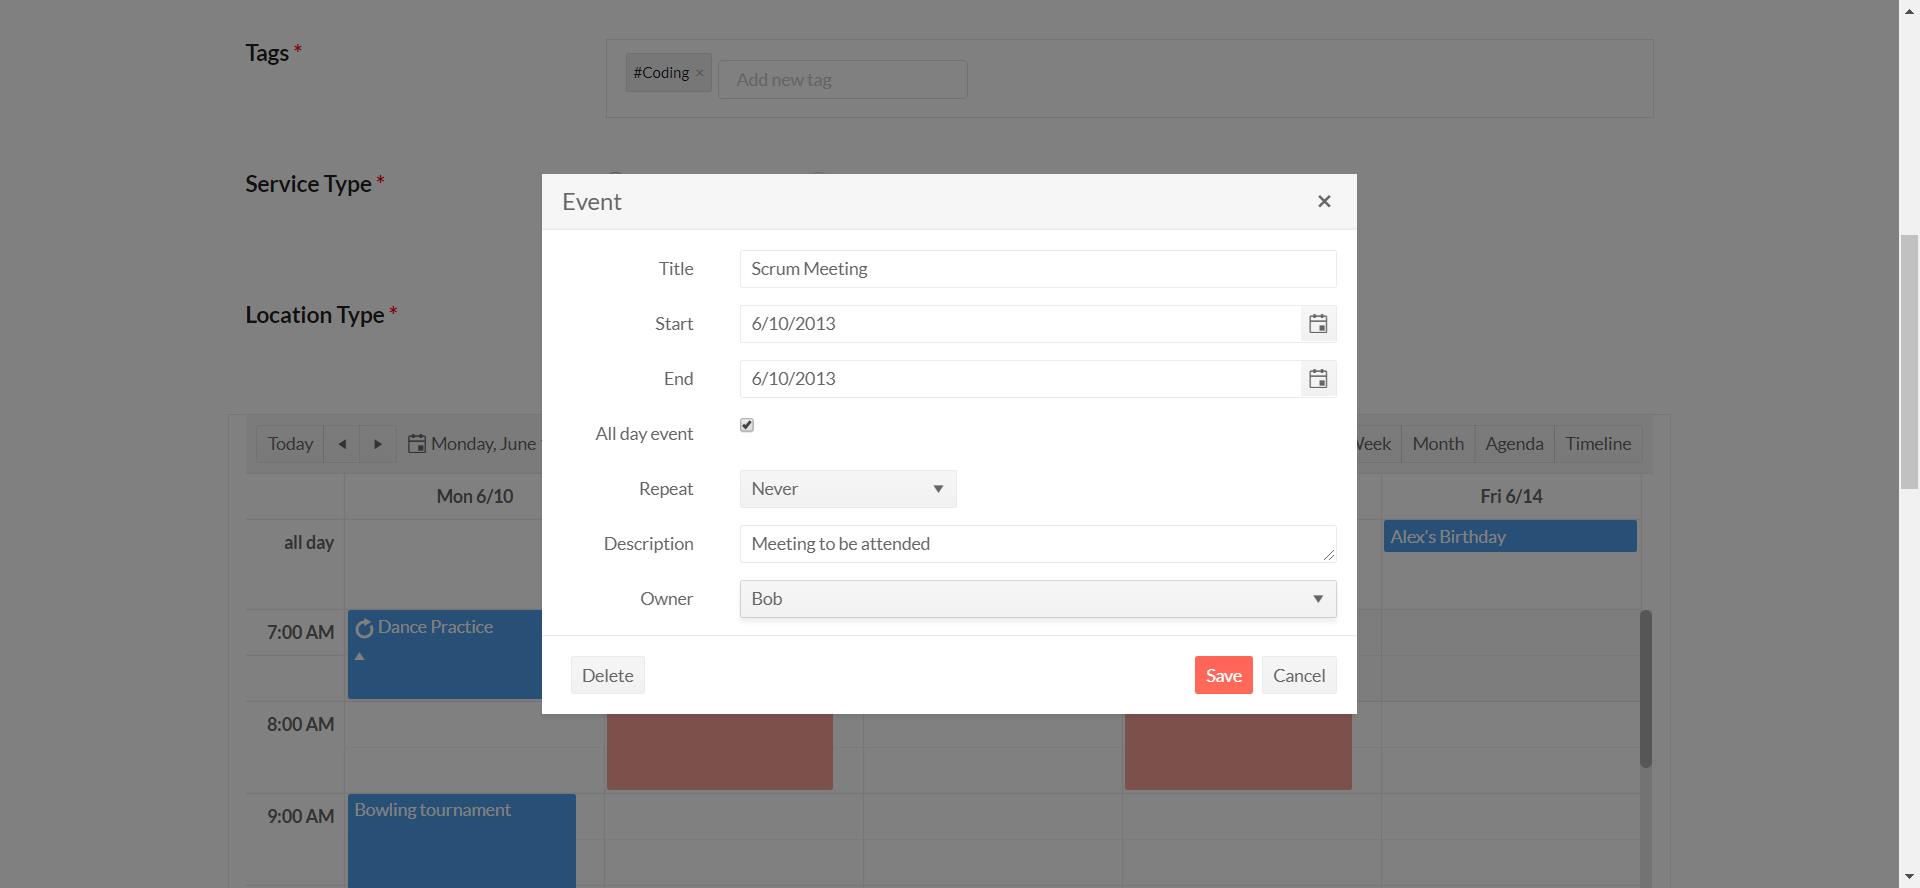 Tags *
#Coding ×
Add new tag
Service Type *
Location Type *
Event
Title
Scrum Meeting
Start
6/10/2013
End
6/10/2013
All day event
Repeat
Never
Description
Meeting to be attended
Owner
Bob
Delete
Save
Cancel
Today
Monday, June
Month
Agenda
Timeline
Mon 6/10
Fri 6/14
all day
Alex's Birthday
7:00 AM
Dance Practice
8:00 AM
9:00 AM
Bowling tournament